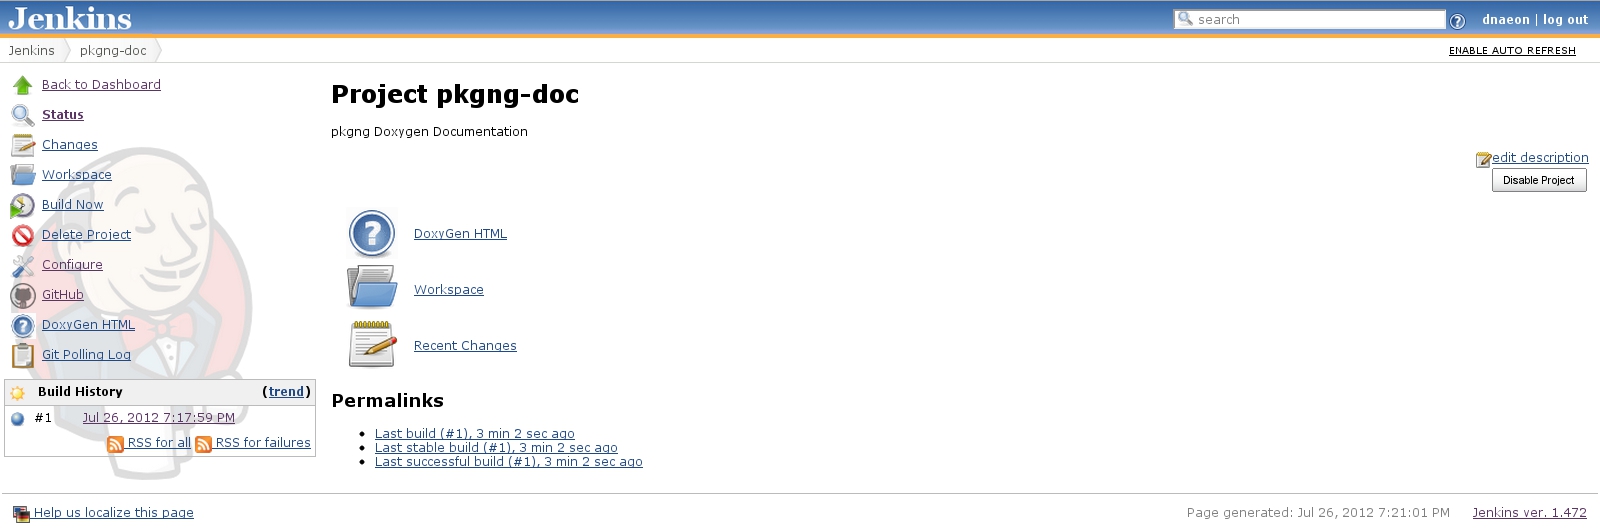 Jenkins
search
dnaeon | log out
Jenkins pkgng-doc
ENABLE AUTO REFRESH
Back to Dashboard
Status
Changes
Workspace
Build Now
Delete Project
Configure
GitHub
DoxyGen HTML
Git Polling Log
Build History (trend)
#1 Jul 26, 2012 7:17:59 PM
RSS for all RSS for failures
Project pkgng-doc
pkgng Doxygen Documentation
edit description
Disable Project
DoxyGen HTML
Workspace
Recent Changes
Permalinks
Last build (#1), 3 min 2 sec ago
Last stable build (#1), 3 min 2 sec ago
Last successful build (#1), 3 min 2 sec ago
Help us localize this page
Page generated: Jul 26, 2012 7:21:01 PM Jenkins ver. 1.472